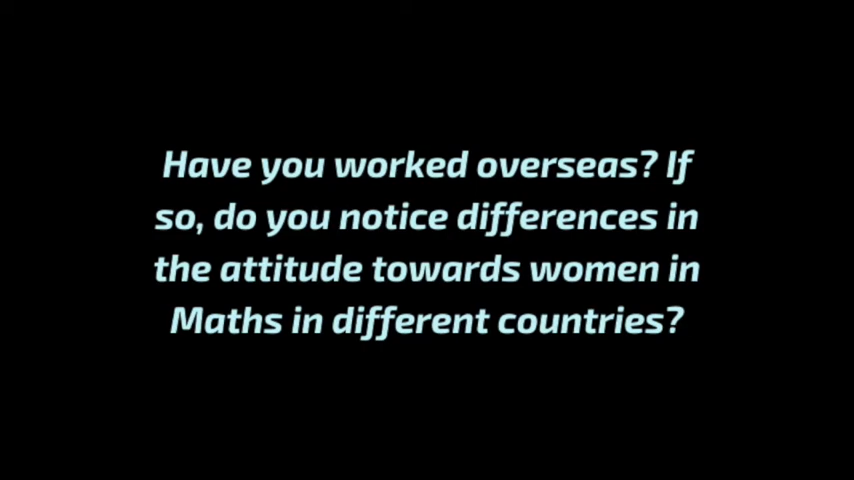 Have you worked overseas? If
so, do you notice differences in
the attitude towards women in
Maths in different countries?